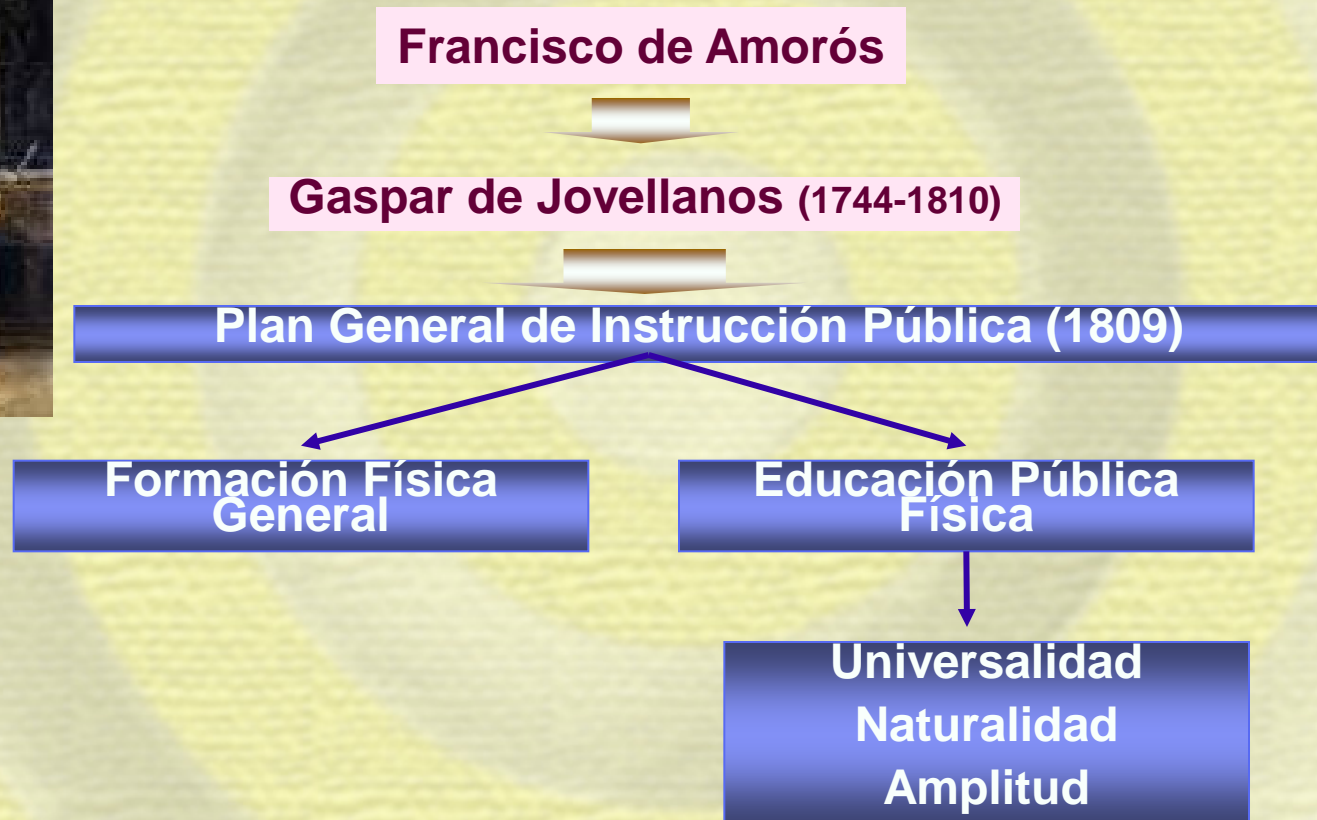 Francisco de Amorós
Gaspar de Jovellanos (1744-1810)
Plan General de Instrucción Pública (1809)
Formación Física
General
Educación Pública
Física
Universalidad
Naturalidad
Amplitud